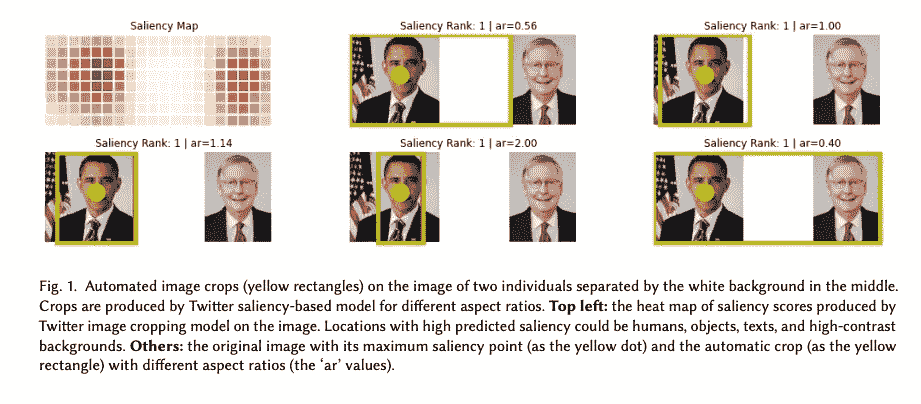 Saliency Map
Saliency Rank: 1 | ar=0.56
Saliency Rank: 1 | ar=1.00
Saliency Rank: 1 | ar=1.14
Saliency Rank: 1 | ar=2.00
Saliency Rank: 1 | ar=0.40
Fig. 1. Automated image crops (yellow rectangles) on the image of two individuals separated by the white background in the middle.
Crops are produced by Twitter saliency-based model for different aspect ratios. Top left: the heat map of saliency scores produced by
Twitter image cropping model on the image. Locations with high predicted saliency could be humans, objects, texts, and high-contrast
backgrounds. Others: the original image with its maximum saliency point (as the yellow dot) and the automatic crop (as the yellow
rectangle) with different aspect ratios (the ‘ar’ values).